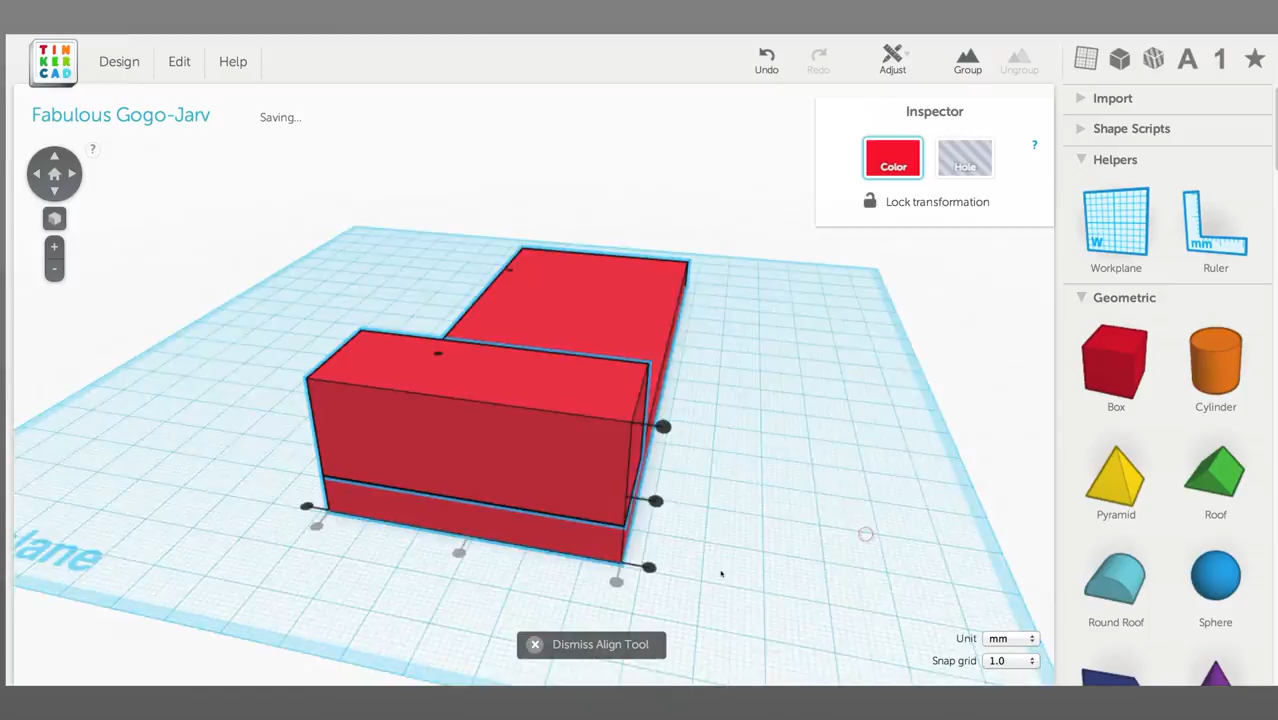 TIN
KER
CAD
Design
Edit
Help
Undo
Redo
Adjust
Group
Ungroup
A
1
Fabulous Gogo-Jarv
Saving...
?
+
-
Inspector
Color
Hole
?
Lock transformation
Import
Shape Scripts
Helpers
W
mm
Workplane
Ruler
Geometric
Box
Cylinder
Pyramid
Roof
Round Roof
Sphere
lane
Dismiss Align Tool
Unit mm
Snap grid 1.0